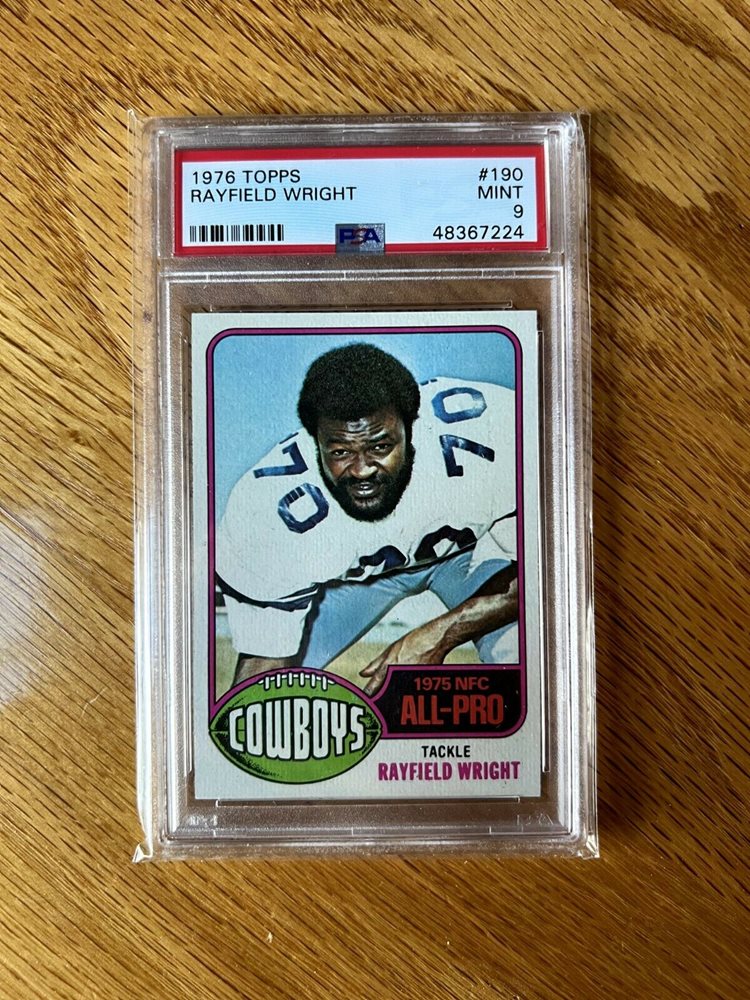 1976 TOPPS #190
RAYFIELD WRIGHT MINT
9
PSA 48367224
70 70
70
COWBOYS
1975 NFC
ALL-PRO
TACKLE
RAYFIELD WRIGHT